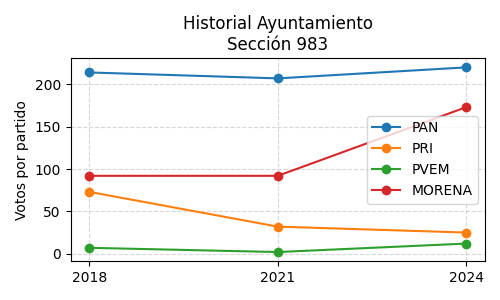 Historial Ayuntamiento
Sección 983
Votos por partido
200
150
100
50
0
2018
2021
2024
PAN
PRI
PVEM
MORENA